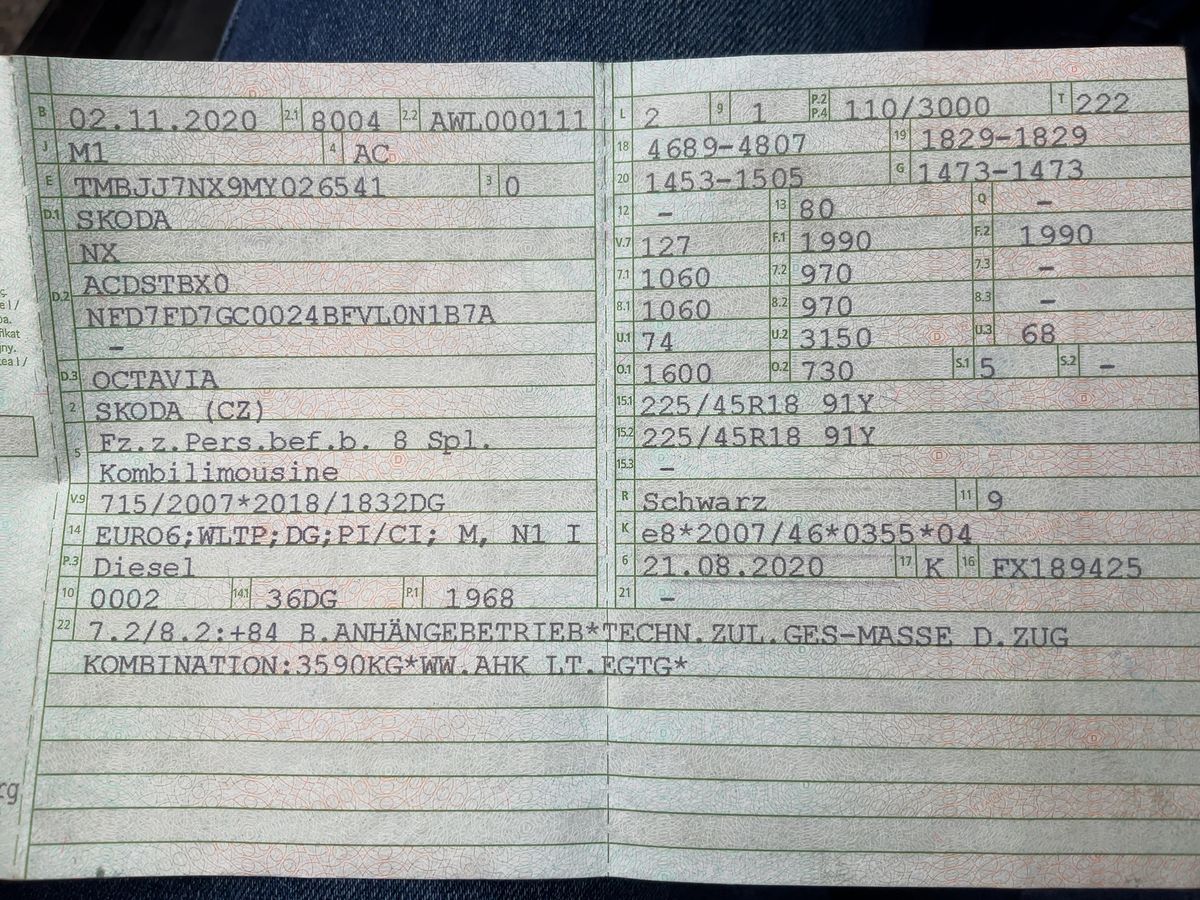 B 02.11.2020 2.1 8004 2.2 AWL000111
J M1 4 AC
E TMBJJ7NX9MY026541 3 0
D.1 SKODA
NX
D.2 ACDSTBX0
NFD7FD7GC0024BFVL0N1B7A
–
D.3 OCTAVIA
2 SKODA (CZ)
5 Fz.z.Pers.bef.b. 8 Spl.
Kombilimousine
V.9 715/2007*2018/1832DG
14 EURO6;WLTP;DG;PI/CI; M, N1 I
P.3 Diesel
10 0002 14.1 36DG P.1 1968
L 2 9 1 P.2 P.4 110/3000 T 222
18 4689-4807 19 1829-1829
20 1453-1505 G 1473-1473
12 – 13 80 Q –
V.7 127 F.1 1990 F.2 1990
7.1 1060 7.2 970 7.3 –
8.1 1060 8.2 970 8.3 –
U.1 74 U.2 3150 U.3 68
O.1 1600 O.2 730 S.1 5 S.2 –
15.1 225/45R18 91Y
15.2 225/45R18 91Y
15.3 –
R Schwarz 11 9
K e8*2007/46*0355*04
6 21.08.2020 17 K 16 FX189425
21 –
22 7.2/8.2:+84 B.ANHÄNGEBETRIEB*TECHN.ZUL.GES-MASSE D.ZUG
KOMBINATION:3590KG*WW.AHK LT.EGTG*